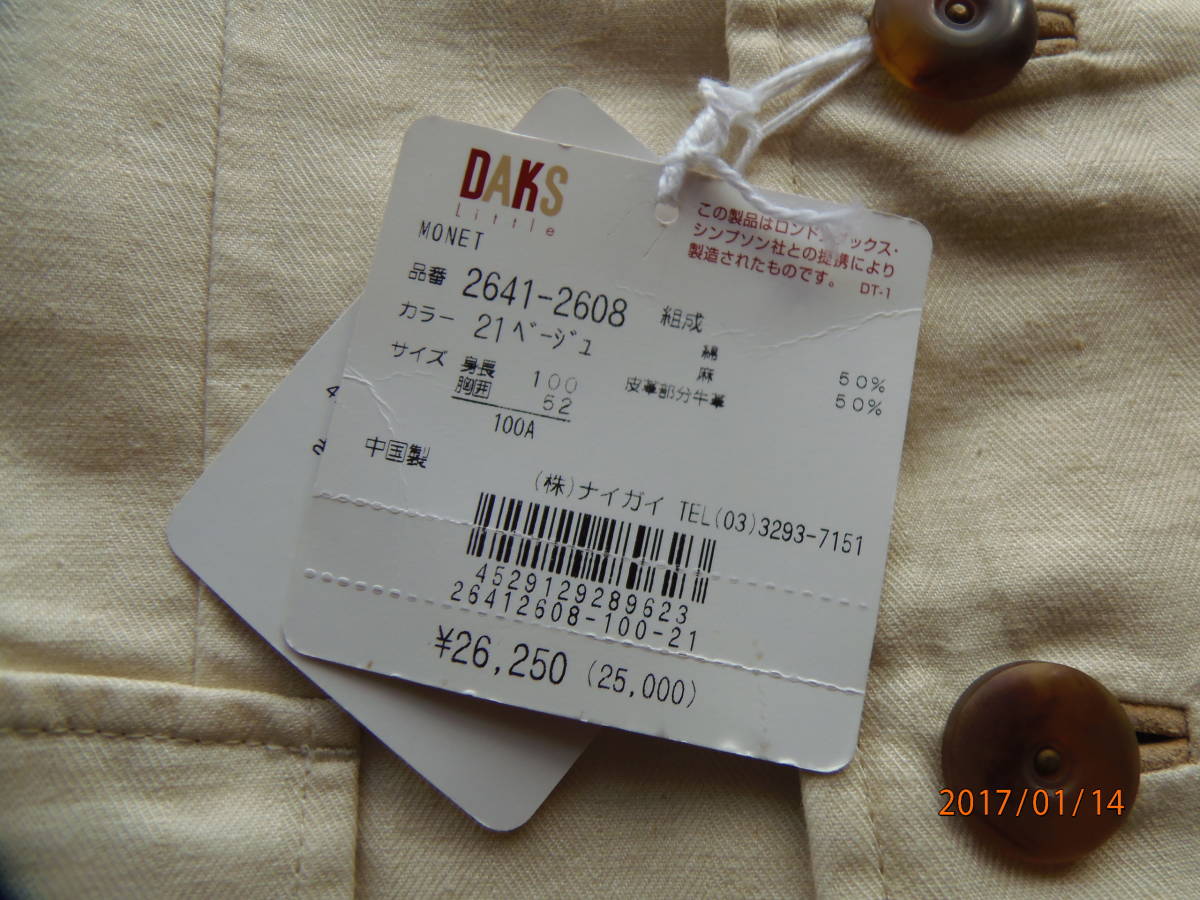 DAKS
Little
MONET
この製品はロンドン ックス・
シンプソン社との提携により
製造されたものです。 DT-1
品番 2641-2608
カラー 21 ベージュ
サイズ 身長 100
胸囲 52
100A
組成
綿 50%
麻 50%
皮革部分牛革
中国製
(株)ナイガイ TEL(03)3293-7151
4529129289623
26412608-100-21
¥26,250 (25,000)
2017/01/14